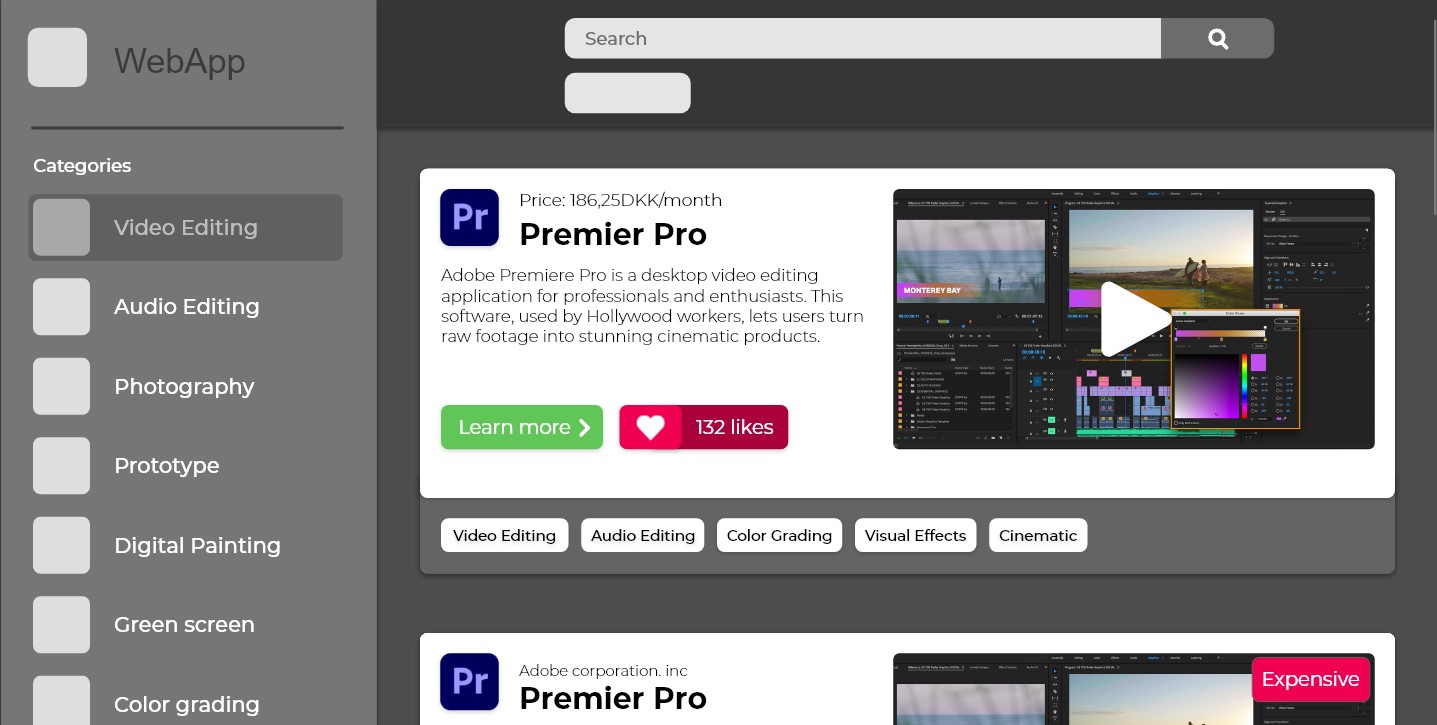 WebApp
Search
Categories
Video Editing
Audio Editing
Photography
Prototype
Digital Painting
Green screen
Color grading
Pr
Price: 186,25DKK/month
Premier Pro
Adobe Premiere Pro is a desktop video editing
application for professionals and enthusiasts. This
software, used by Hollywood workers, lets users turn
raw footage into stunning cinematic products.
Learn more
132 likes
MONTEREY BAY
Video Editing
Audio Editing
Color Grading
Visual Effects
Cinematic
Pr
Adobe corporation. inc
Premier Pro
Expensive